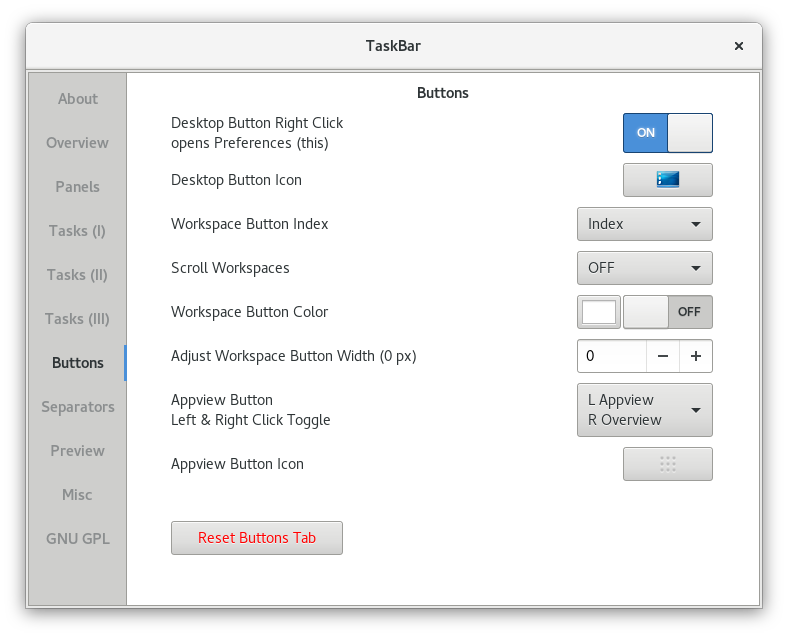 TaskBar
About
Overview
Panels
Tasks (I)
Tasks (II)
Tasks (III)
Buttons
Separators
Preview
Misc
GNU GPL
Buttons
Desktop Button Right Click
opens Preferences (this)
ON
Desktop Button Icon
Workspace Button Index
Index
Scroll Workspaces
OFF
Workspace Button Color
OFF
Adjust Workspace Button Width (0 px)
0
Appview Button
Left & Right Click Toggle
L Appview
R Overview
Appview Button Icon
Reset Buttons Tab